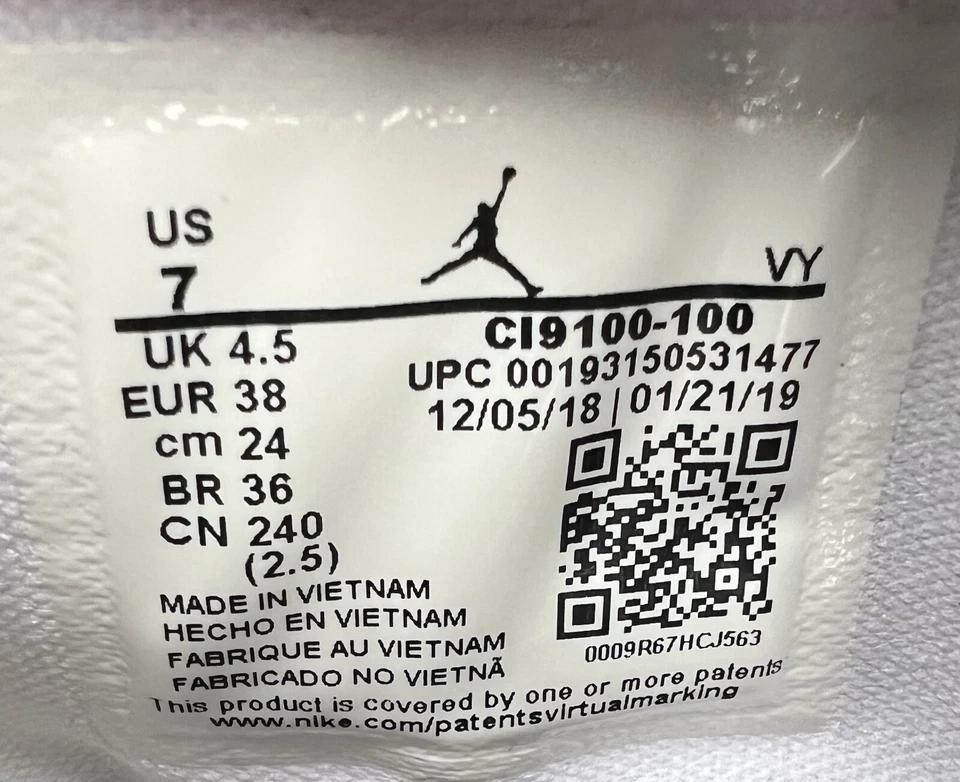 US
7
VY
UK 4.5
EUR 38
cm 24
BR 36
CN 240
(2.5)
CI9100-100
UPC 00193150531477
12/05/18 | 01/21/19
0009R67HCJ563
MADE IN VIETNAM
HECHO EN VIETNAM
FABRIQUE AU VIETNAM
FABRICADO NO VIETNÃ
This product is covered by one or more patents
www.nike.com/patentsvirtualmarking